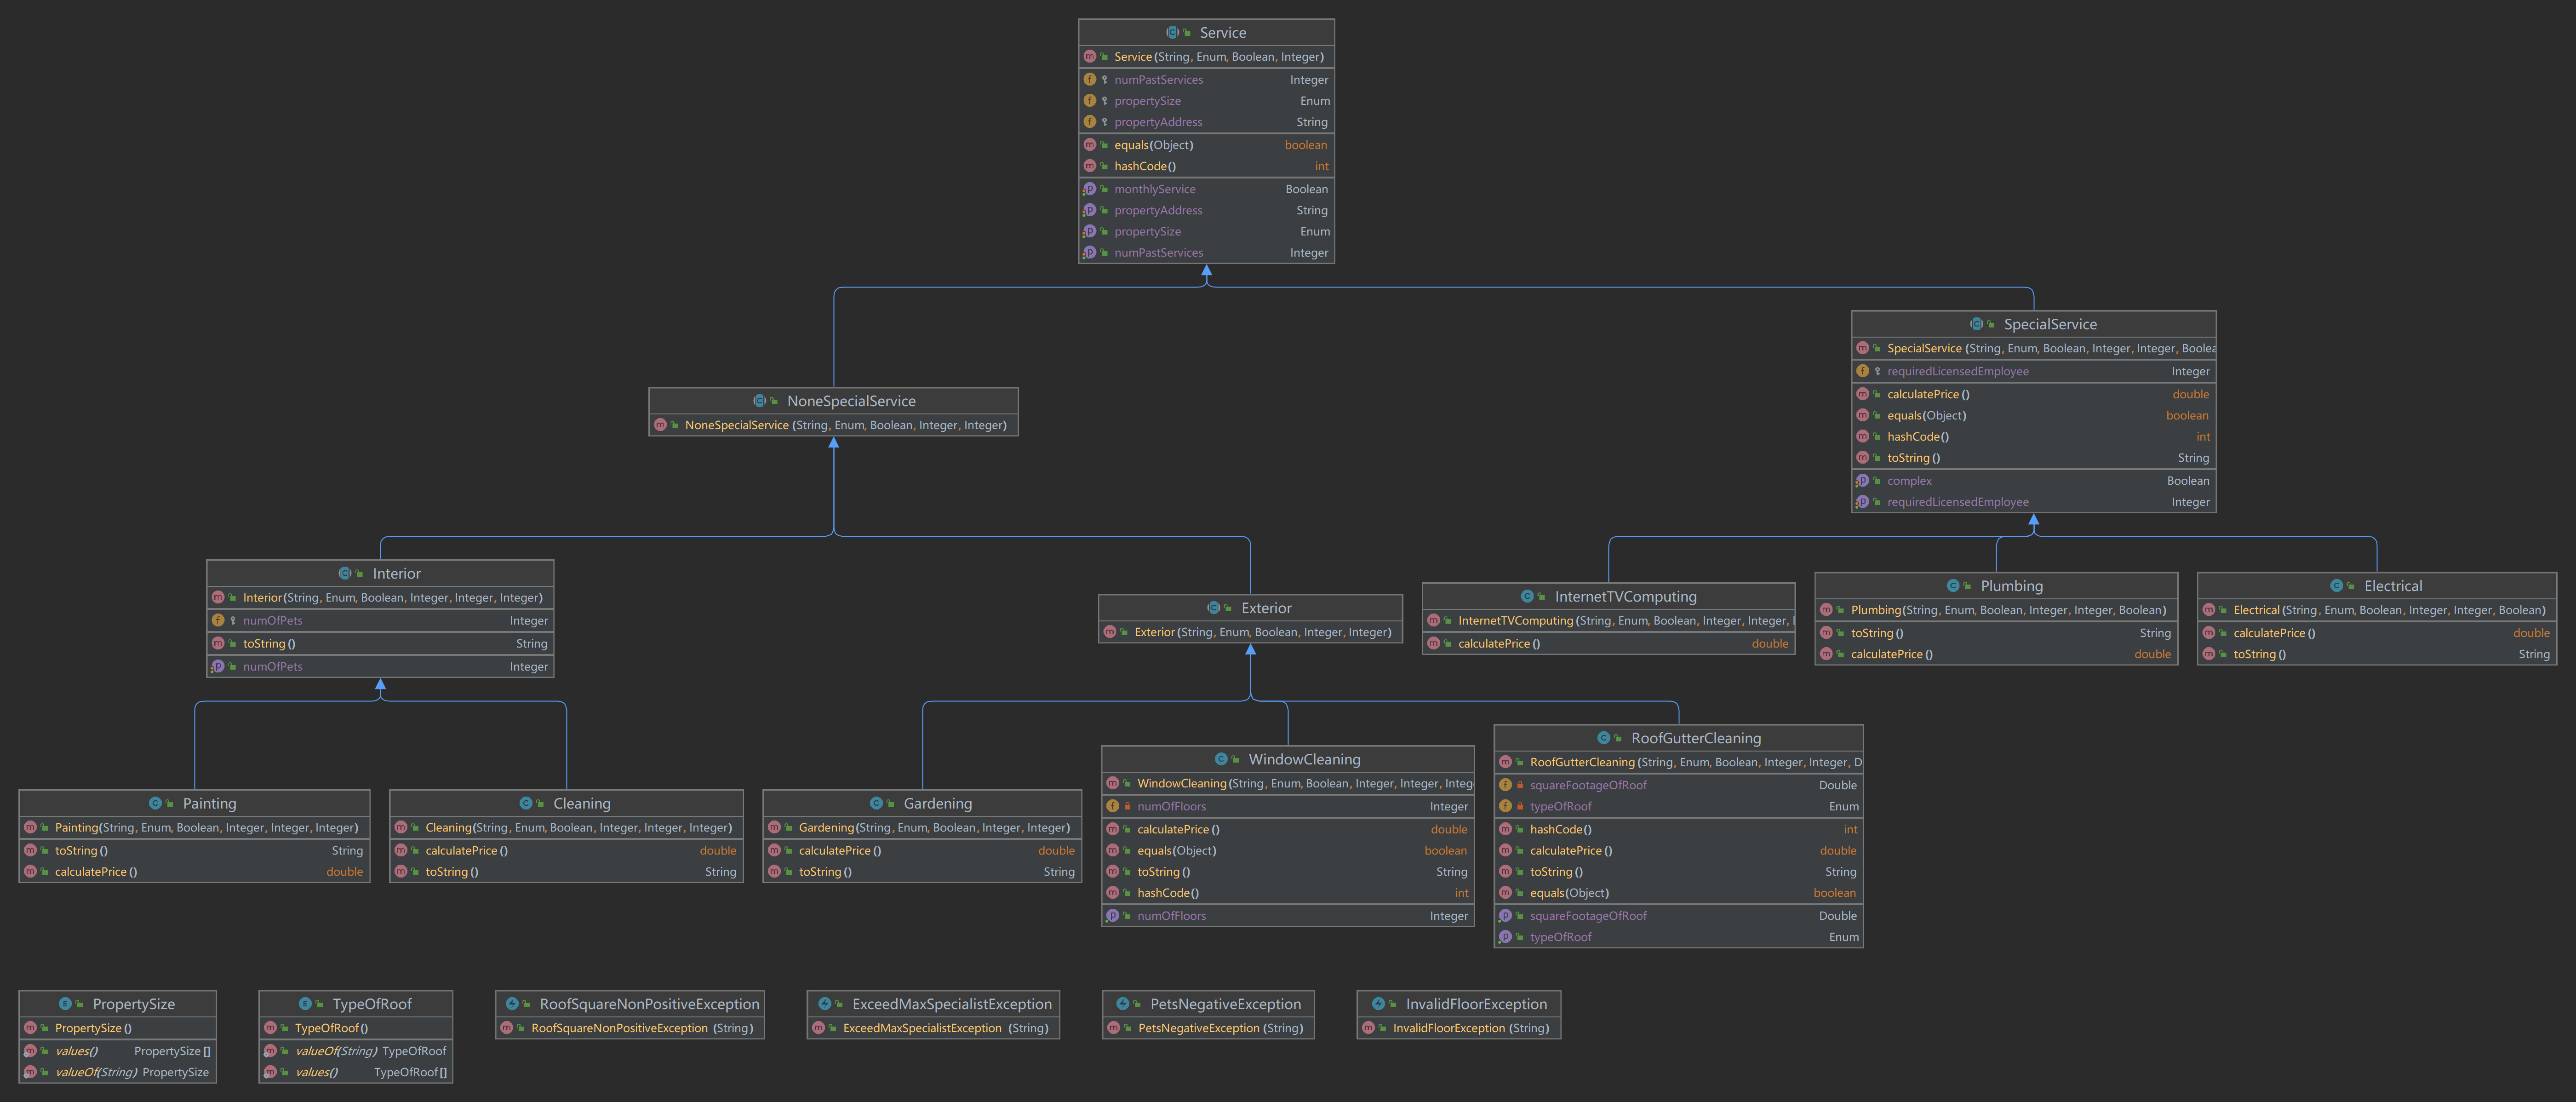 Service
Service(String, Enum, Boolean, Integer)
numPastServices Integer
propertySize Enum
propertyAddress String
equals(Object) boolean
hashCode() int
monthlyService Boolean
propertyAddress String
propertySize Enum
numPastServices Integer
SpecialService
SpecialService (String, Enum, Boolean, Integer, Integer, Boolea
requiredLicensedEmployee Integer
calculatePrice () double
equals(Object) boolean
hashCode() int
toString () String
complex Boolean
requiredLicensedEmployee Integer
NoneSpecialService
NoneSpecialService (String, Enum, Boolean, Integer, Integer)
Interior
Interior(String, Enum, Boolean, Integer, Integer, Integer)
numOfPets Integer
toString () String
numOfPets Integer
Exterior
Exterior (String, Enum, Boolean, Integer, Integer)
InternetTVComputing
InternetTVComputing (String, Enum, Boolean, Integer, Integer,
calculatePrice () double
Plumbing
Plumbing(String, Enum, Boolean, Integer, Integer, Boolean)
toString () String
calculatePrice () double
Electrical
Electrical (String, Enum, Boolean, Integer, Integer, Boolean)
calculatePrice () double
toString () String
Painting
Painting(String, Enum, Boolean, Integer, Integer, Integer)
toString () String
calculatePrice () double
Cleaning
Cleaning(String, Enum, Boolean, Integer, Integer, Integer)
calculatePrice () double
toString () String
Gardening
Gardening (String, Enum, Boolean, Integer, Integer)
calculatePrice () double
toString () String
WindowCleaning
WindowCleaning (String, Enum, Boolean, Integer, Integer, Integ
numOfFloors Integer
calculatePrice () double
equals(Object) boolean
toString () String
hashCode() int
numOfFloors Integer
RoofGutterCleaning
RoofGutterCleaning (String, Enum, Boolean, Integer, Integer, D
squareFootageOfRoof Double
typeOfRoof Enum
hashCode() int
calculatePrice () double
toString () String
equals(Object) boolean
squareFootageOfRoof Double
typeOfRoof Enum
PropertySize
PropertySize ()
values() PropertySize []
valueOf(String) PropertySize
TypeOfRoof
TypeOfRoof ()
valueOf(String) TypeOfRoof
values() TypeOfRoof []
RoofSquareNonPositiveException
RoofSquareNonPositiveException (String)
ExceedMaxSpecialistException
ExceedMaxSpecialistException (String)
PetsNegativeException
PetsNegativeException (String)
InvalidFloorException
InvalidFloorException (String)